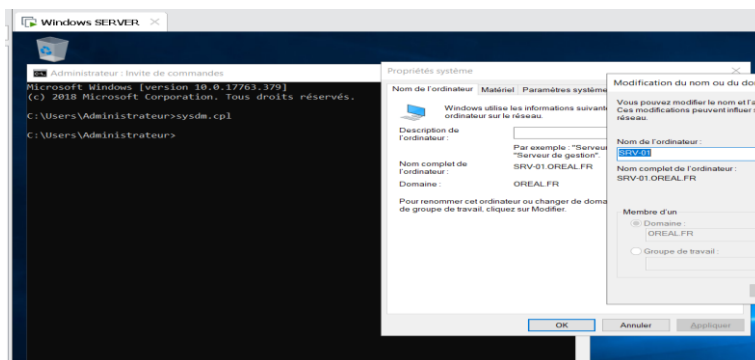 Windows SERVER
Administrateur : Invite de commandes
Microsoft Windows [version 10.0.17763.379]
(c) 2018 Microsoft Corporation. Tous droits réservés.
C:\Users\Administrateur>sysdm.cpl
C:\Users\Administrateur>
Propriétés système
Nom de l'ordinateur
Matériel
Paramètres système
Windows utilise les informations suivant
ordinateur sur le réseau.
Description de
l'ordinateur :
Par exemple : "Serveur
"Serveur de gestion".
Nom complet de
l'ordinateur :
SRV-01.OREAL.FR
Domaine :
OREAL.FR
Pour renommer cet ordinateur ou changer de doma
de groupe de travail, cliquez sur Modifier.
OK
Annuler
Appliquer
Modification du nom ou du do
Vous pouvez modifier le nom et l'a
Ces modifications peuvent influer
réseau.
Nom de l'ordinateur :
SRV-01
Nom complet de l'ordinateur :
SRV-01.OREAL.FR
Membre d'un
Domaine :
OREAL.FR
Groupe de travail :